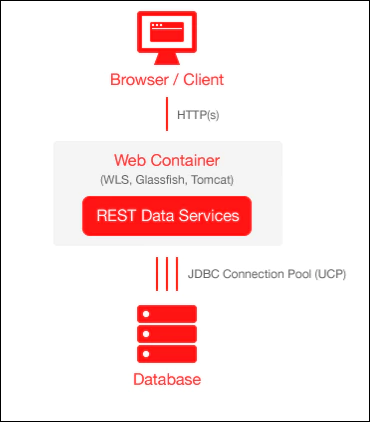 Browser / Client
HTTP(s)
Web Container
(WLS, Glassfish, Tomcat)
REST Data Services
JDBC Connection Pool (UCP)
Database